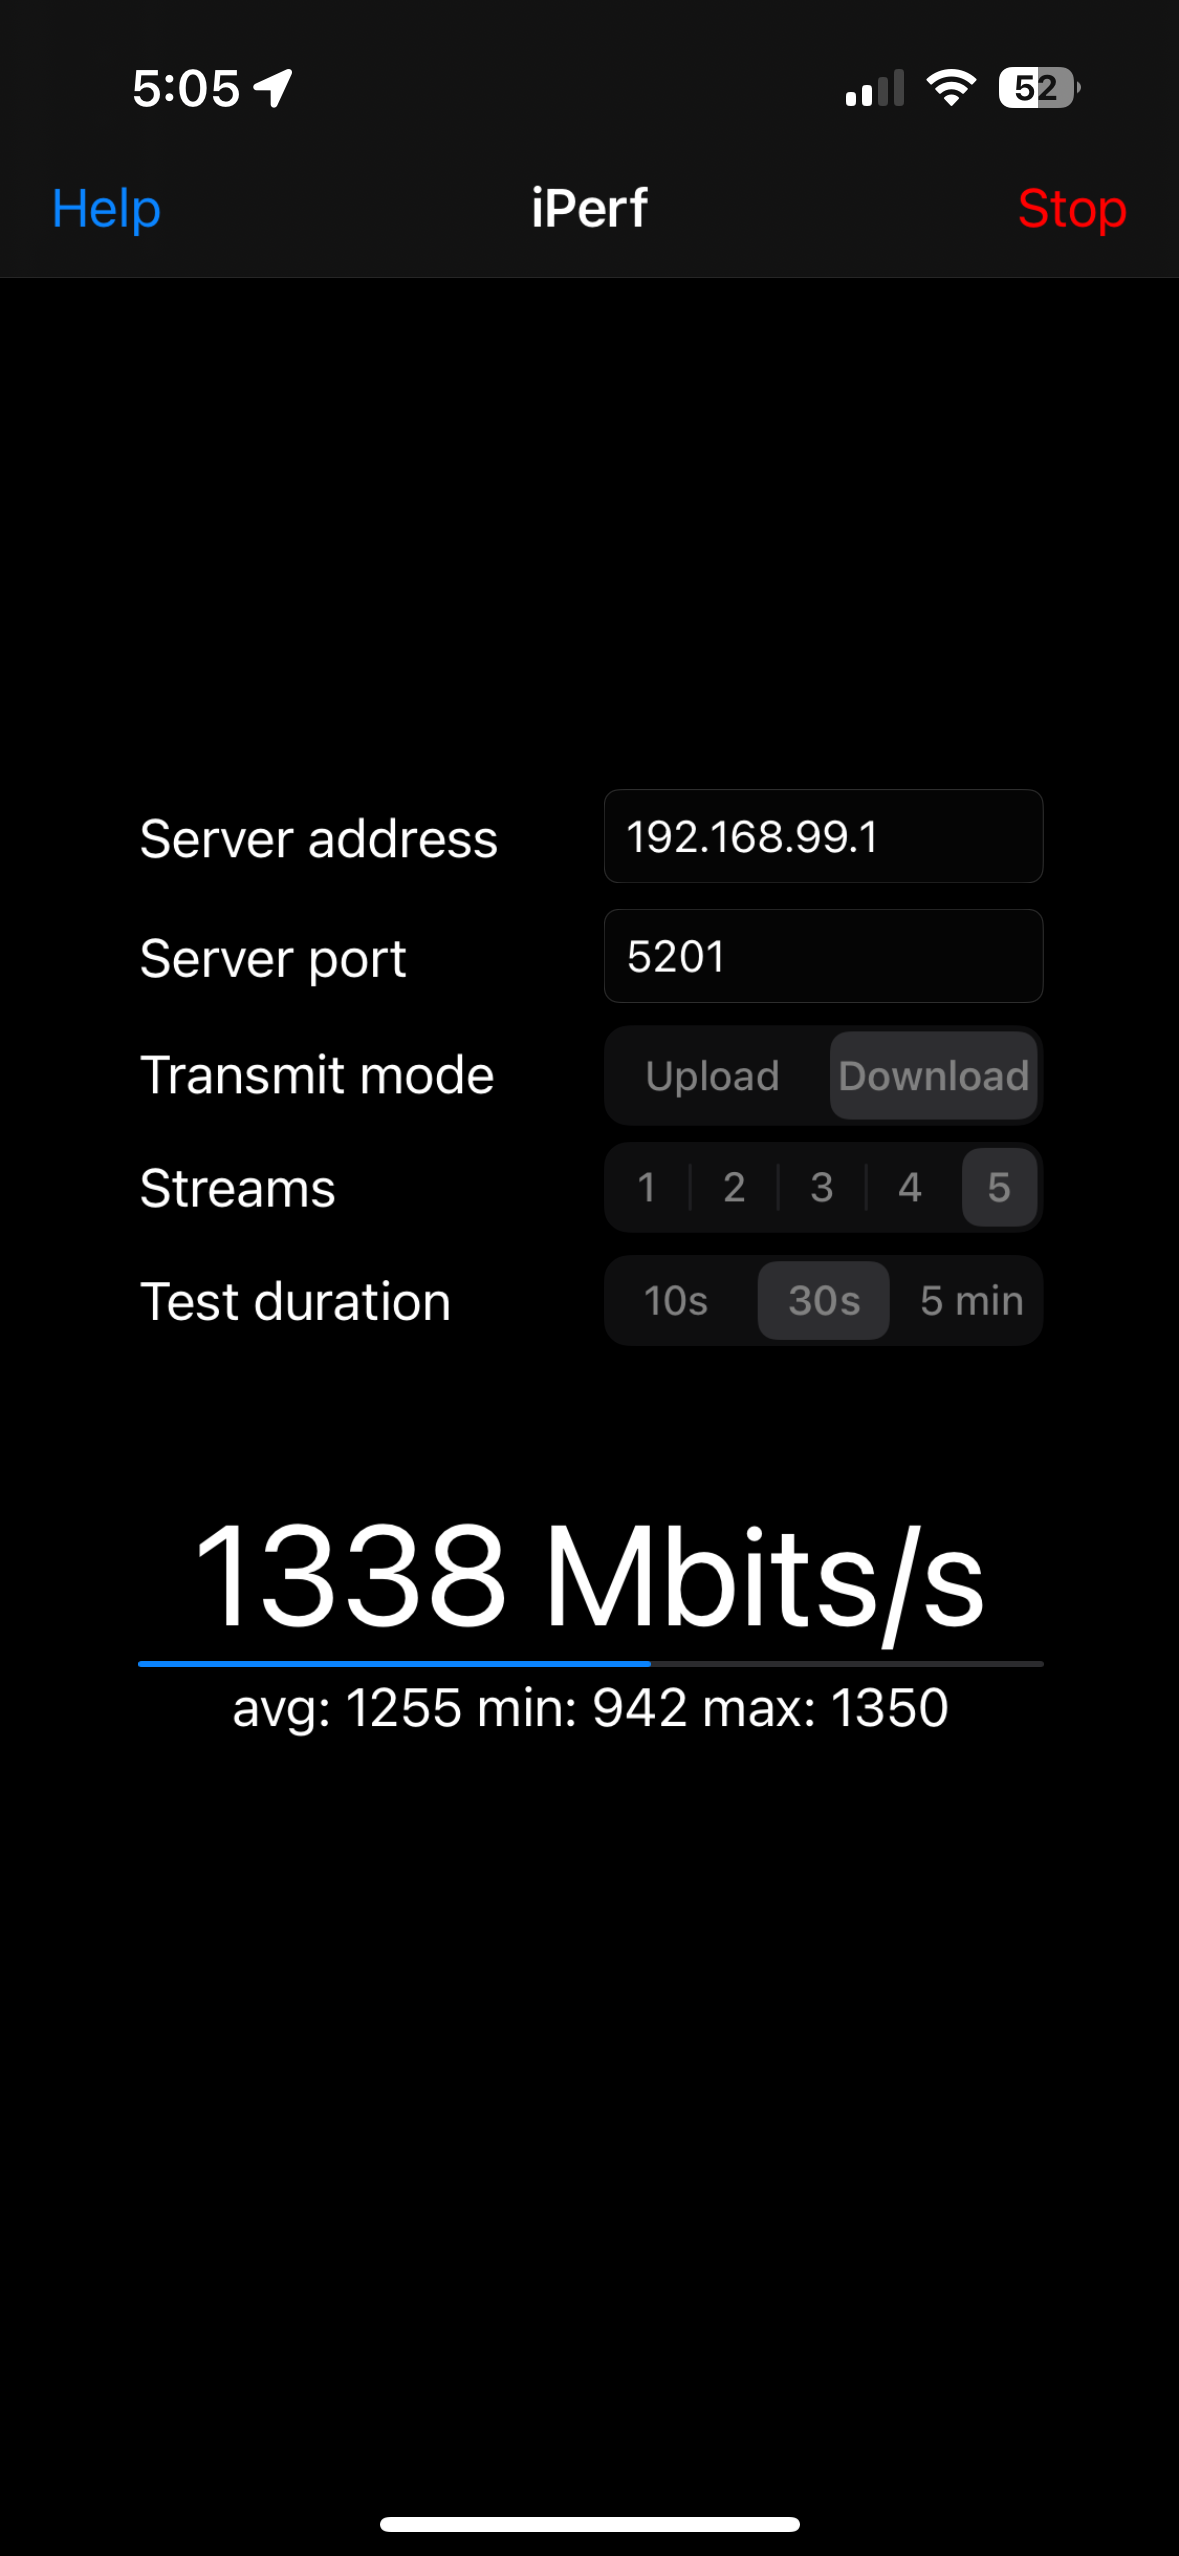 5:05 52
Help iPerf Stop
Server address 192.168.99.1
Server port 5201
Transmit mode Upload Download
Streams 1 2 3 4 5
Test duration 10s 30s 5 min
1338 Mbits/s
avg: 1255 min: 942 max: 1350